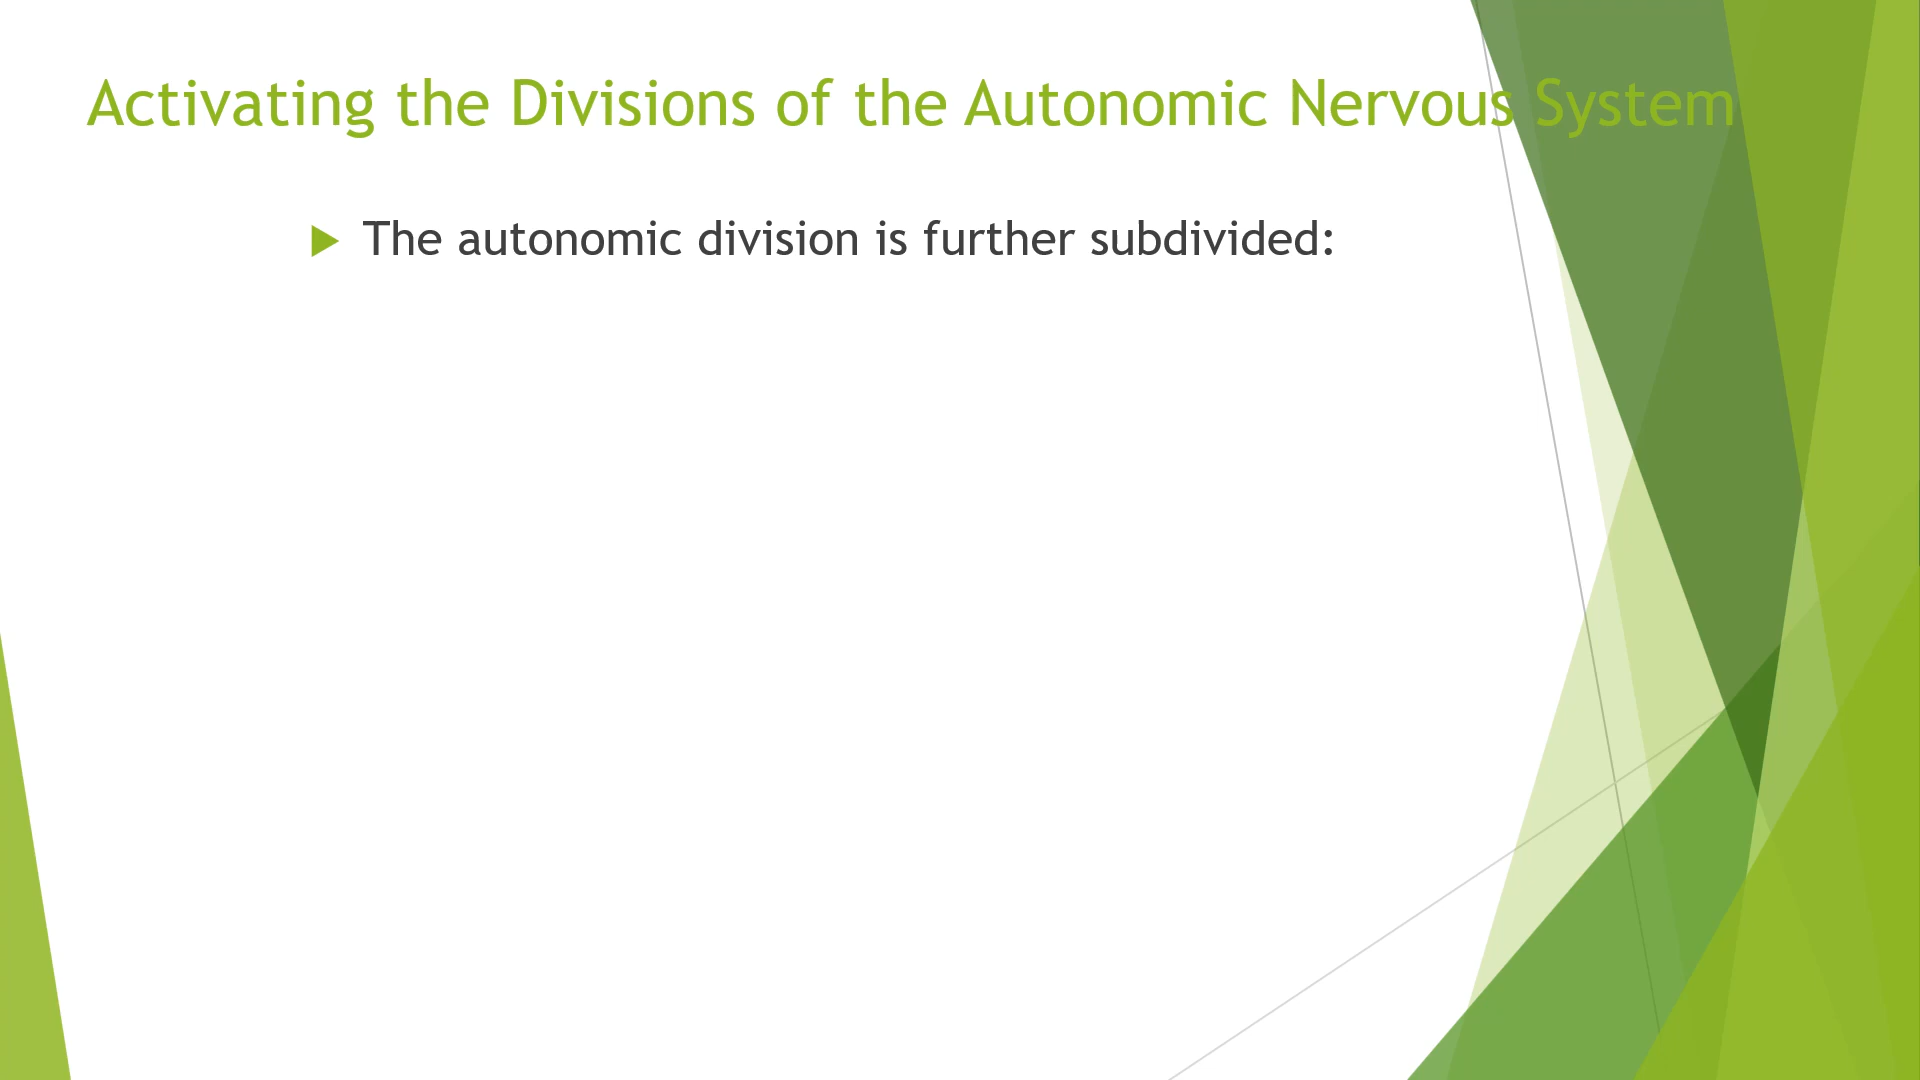 Activating the Divisions of the Autonomic Nervous System
The autonomic division is further subdivided: